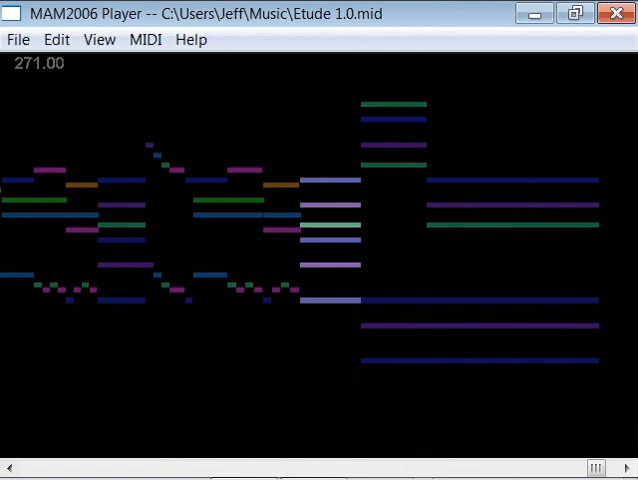 MAM2006 Player -- C:\Users\Jeff\Music\Etude 1.0.mid
File Edit View MIDI Help
271.00